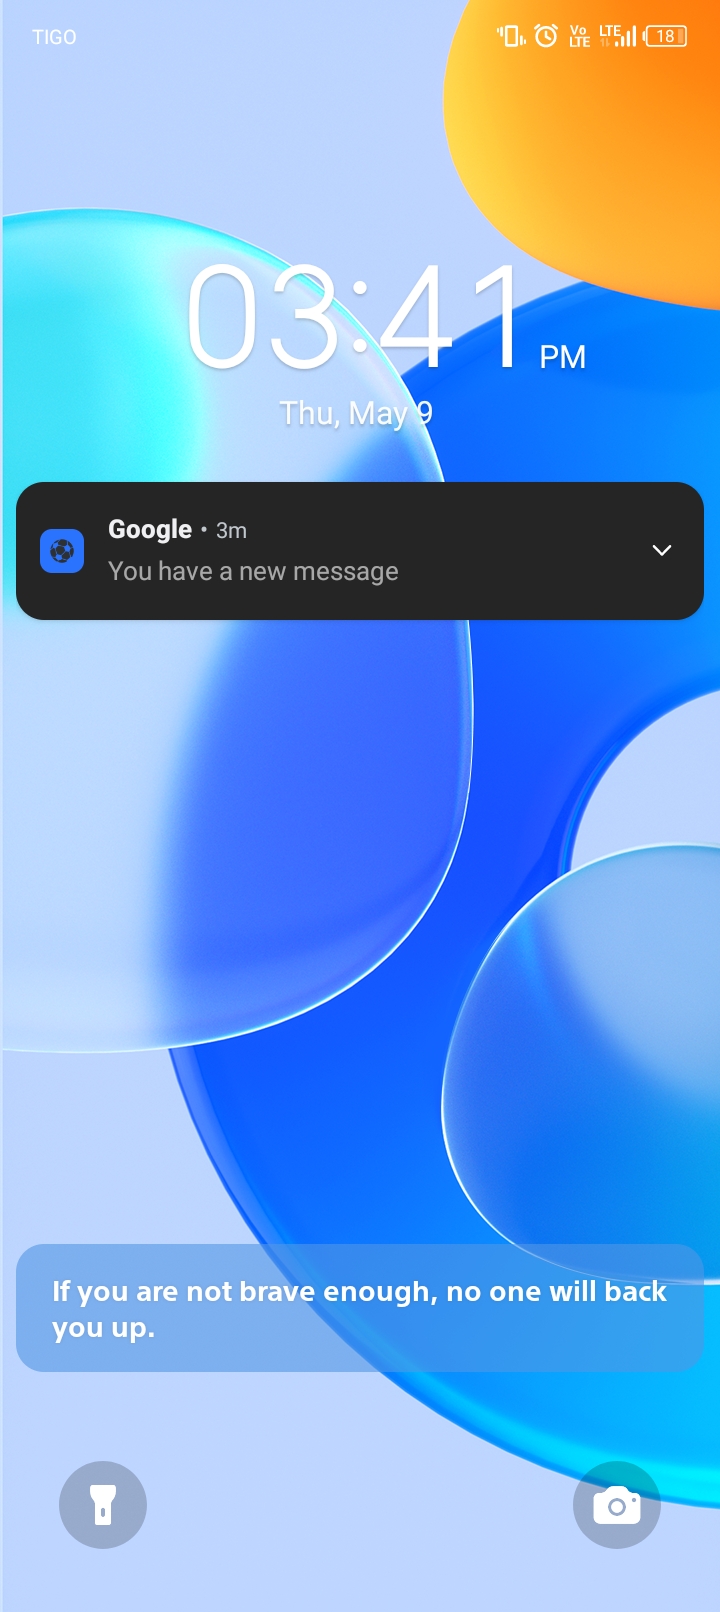 TIGO
Vo LTE
LTE
18
03:41 PM
Thu, May 9
Google • 3m
You have a new message
If you are not brave enough, no one will back
you up.